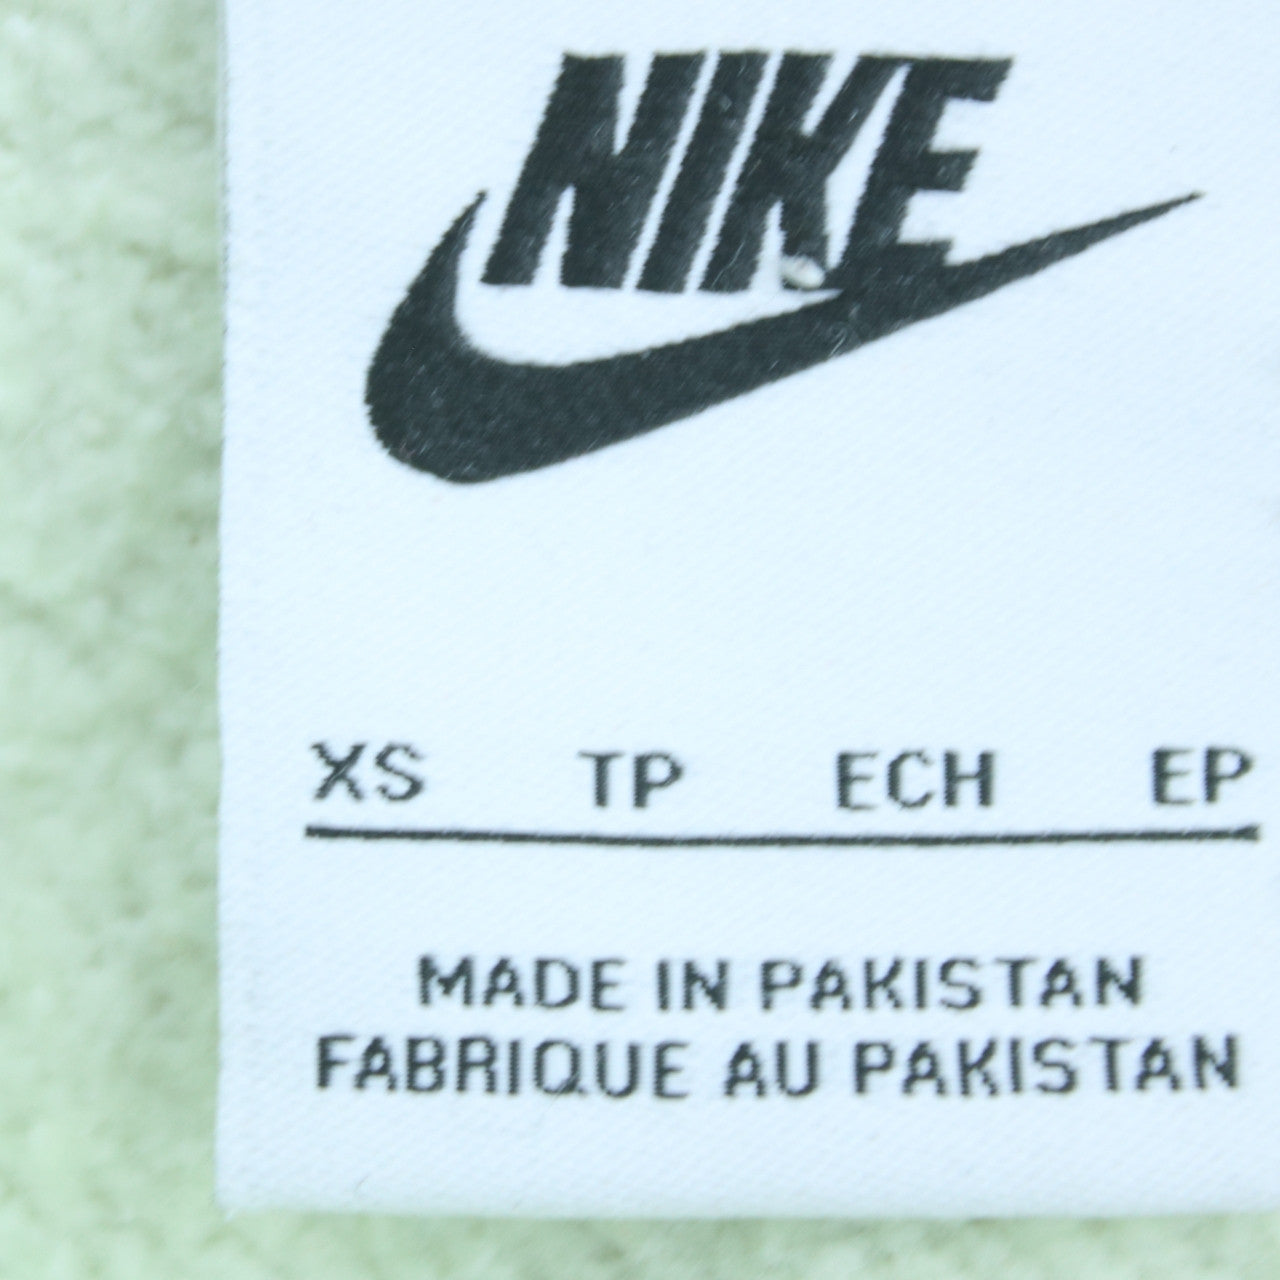 NIKE
XS TP ECH EP
MADE IN PAKISTAN
FABRIQUE AU PAKISTAN